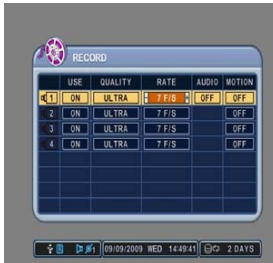 RECORD
USE QUALITY RATE AUDIO MOTION
1 ON ULTRA 7 F/S OFF OFF
2 ON ULTRA 7 F/S OFF
3 ON ULTRA 7 F/S OFF
4 ON ULTRA 7 F/S OFF
1 09/09/2009 WED 14:49:41 2 DAYS